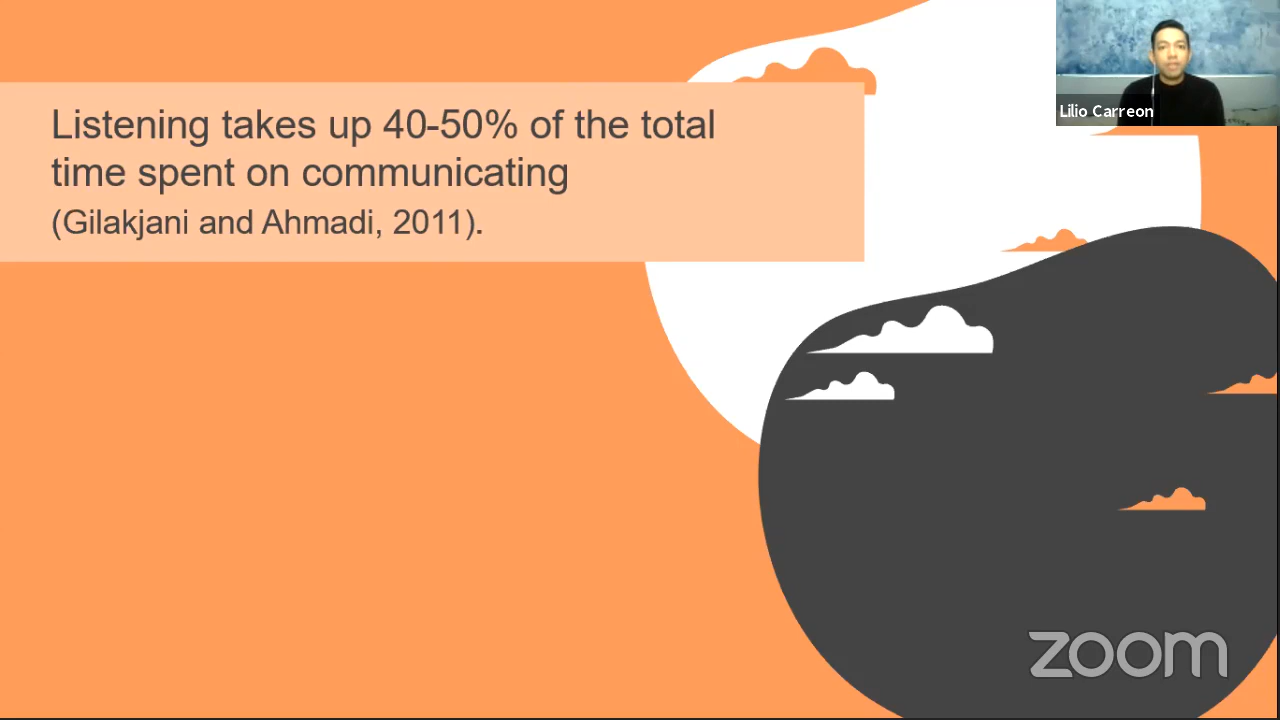 Listening takes up 40-50% of the total
time spent on communicating
(Gilakjani and Ahmadi, 2011).
Lilio Carreon
zoom